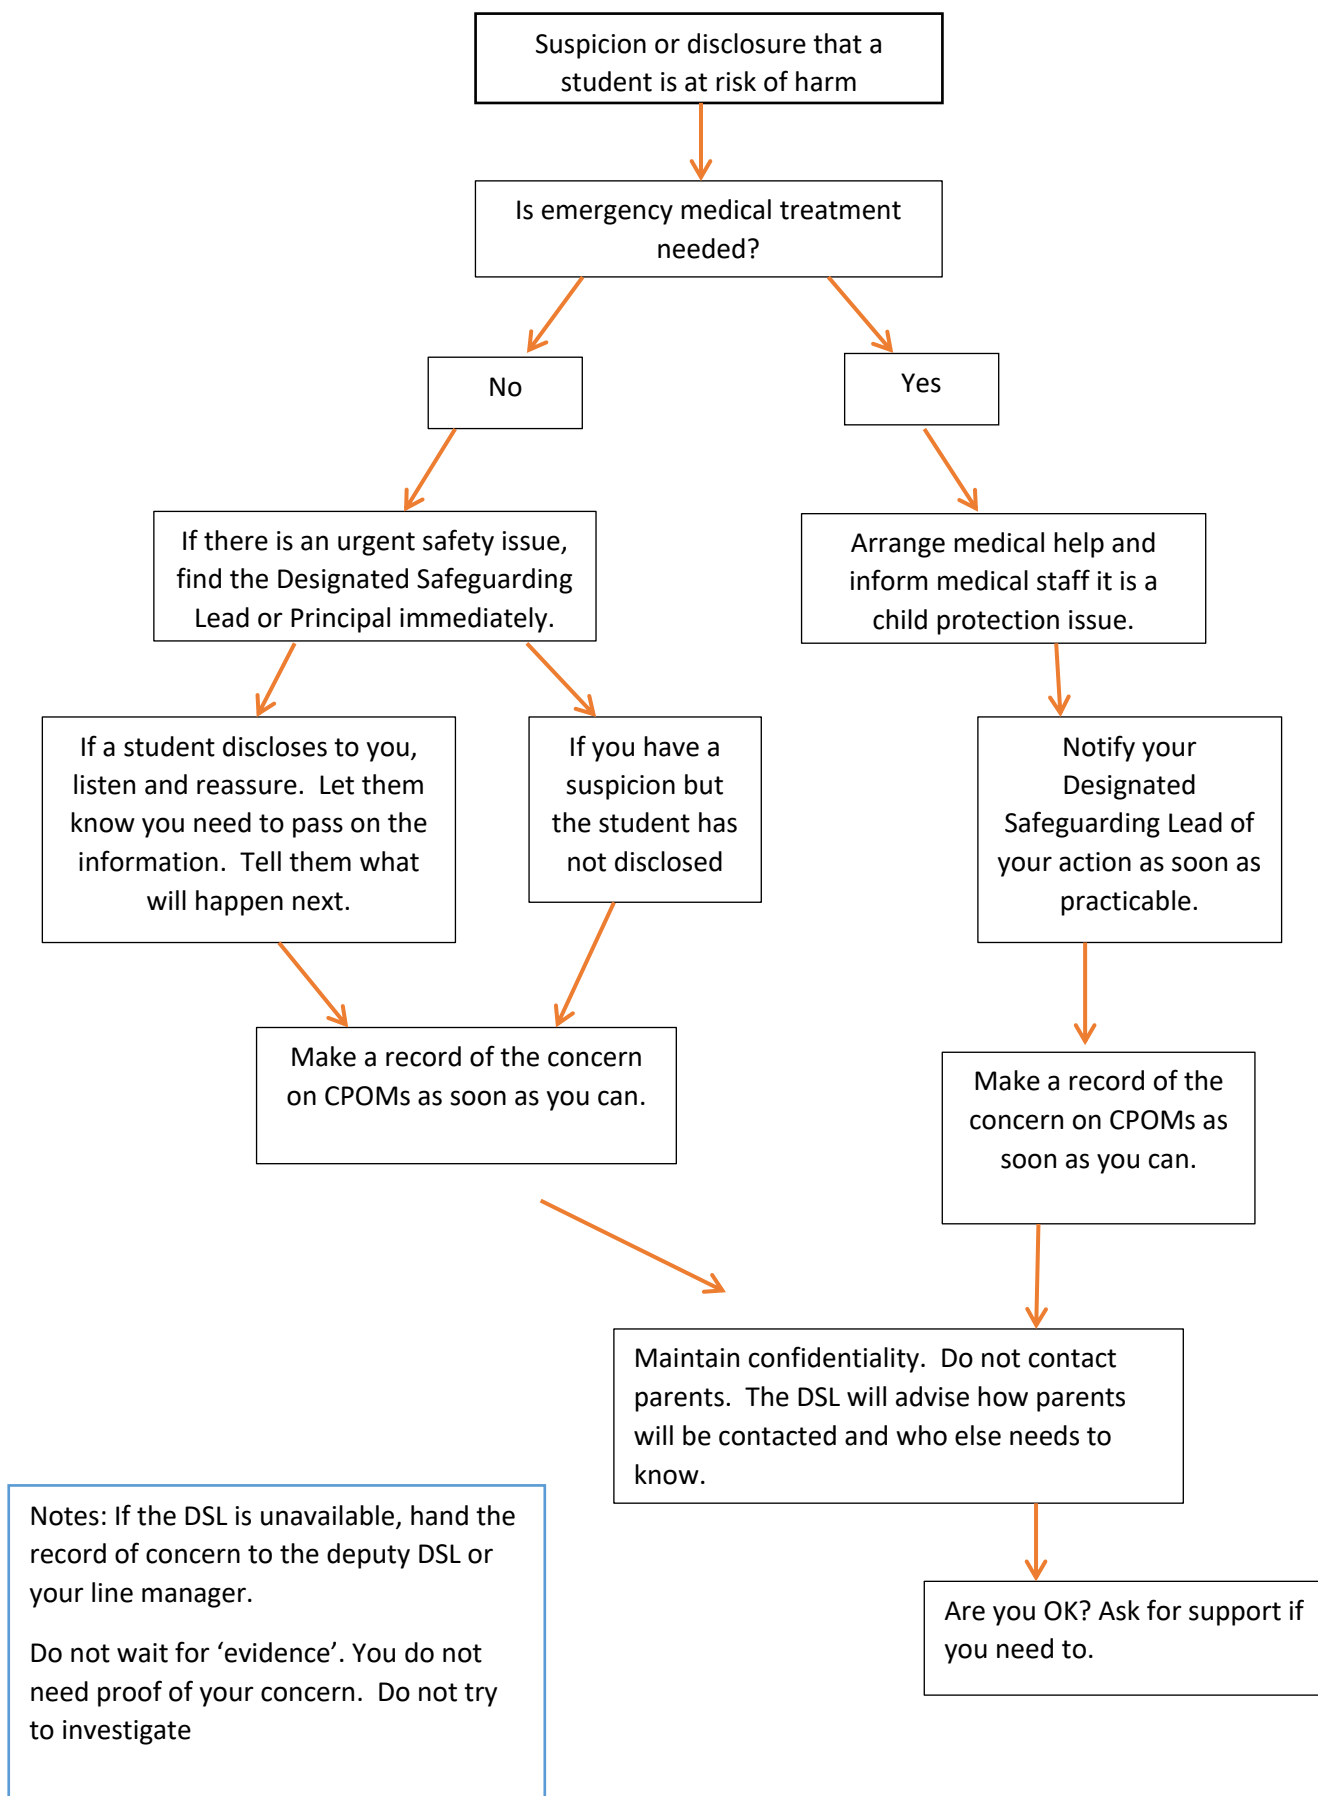 Suspicion or disclosure that a
student is at risk of harm
Is emergency medical treatment
needed?
No
Yes
If there is an urgent safety issue,
find the Designated Safeguarding
Lead or Principal immediately.
Arrange medical help and
inform medical staff it is a
child protection issue.
If a student discloses to you,
listen and reassure.  Let them
know you need to pass on the
information.  Tell them what
will happen next.
If you have a
suspicion but
the student has
not disclosed
Notify your
Designated
Safeguarding Lead of
your action as soon as
practicable.
Make a record of the concern
on CPOMs as soon as you can.
Make a record of the
concern on CPOMs as
soon as you can.
Maintain confidentiality.  Do not contact
parents.  The DSL will advise how parents
will be contacted and who else needs to
know.
Notes: If the DSL is unavailable, hand the
record of concern to the deputy DSL or
your line manager.
Do not wait for ‘evidence’. You do not
need proof of your concern.  Do not try
to investigate
Are you OK? Ask for support if
you need to.